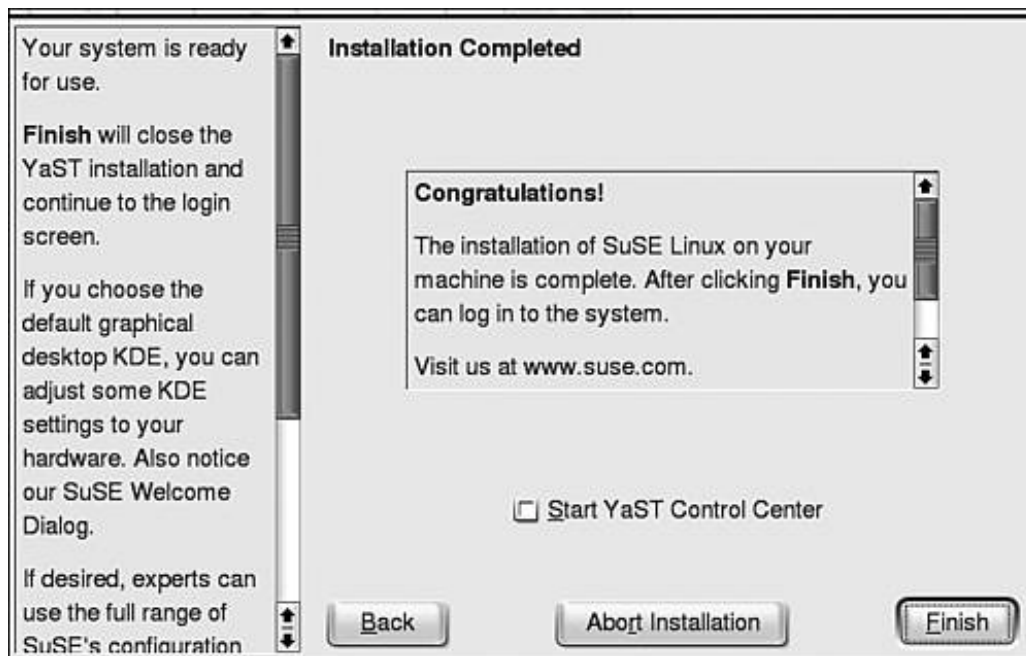 Your system is ready
for use.
Finish will close the
YaST installation and
continue to the login
screen.
If you choose the
default graphical
desktop KDE, you can
adjust some KDE
settings to your
hardware. Also notice
our SuSE Welcome
Dialog.
If desired, experts can
use the full range of
SuSE's configuration
Installation Completed
Congratulations!
The installation of SuSE Linux on your
machine is complete. After clicking Finish, you
can log in to the system.
Visit us at www.suse.com.
Start YaST Control Center
Back
Abort Installation
Finish